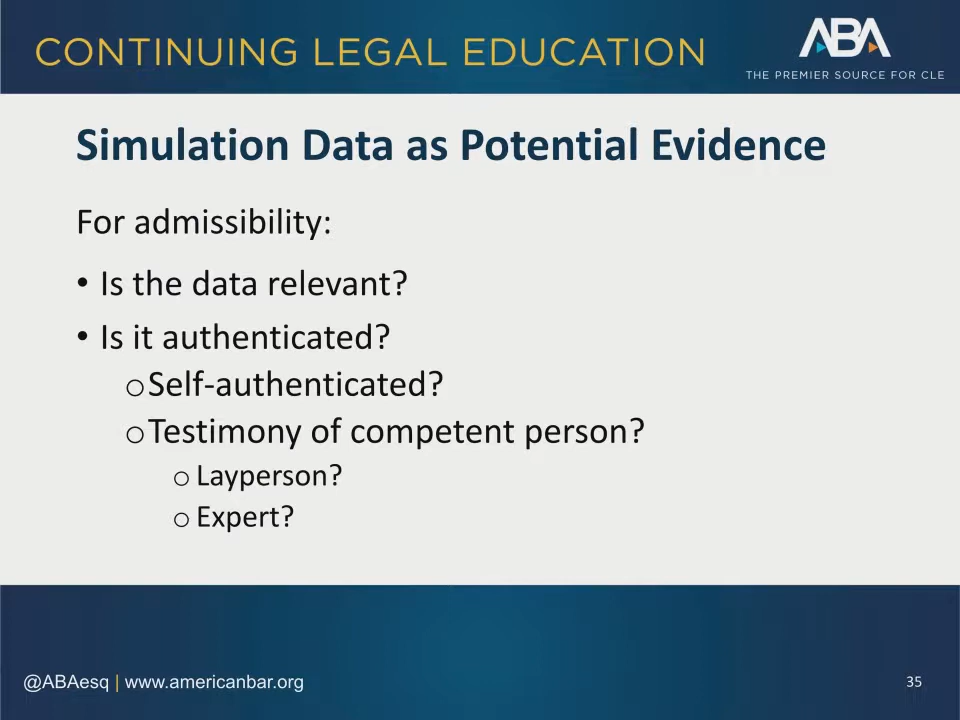 CONTINUING LEGAL EDUCATION
ABA
THE PREMIER SOURCE FOR CLE
Simulation Data as Potential Evidence
For admissibility:
• Is the data relevant?
• Is it authenticated?
o Self-authenticated?
o Testimony of competent person?
o Layperson?
o Expert?
@ABAesq | www.americanbar.org
35